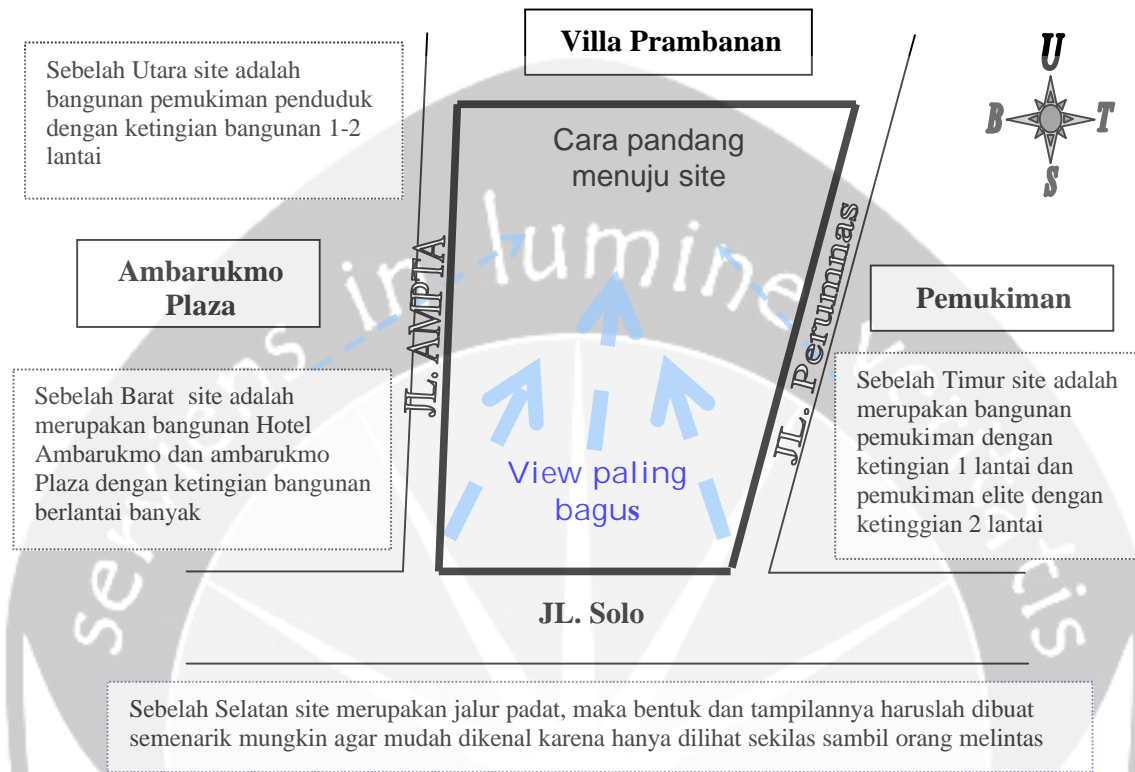 Villa Prambanan
Sebelah Utara site adalah
bangunan pemukiman penduduk
dengan ketingian bangunan 1-2
lantai
U
B
T
S
Cara pandang
menuju site
Ambarukmo
Plaza
JL. AMPTA
JL. Perumnas
Pemukiman
Sebelah Barat site adalah
merupakan bangunan Hotel
Ambarukmo dan ambarukmo
Plaza dengan ketingian bangunan
berlantai banyak
Sebelah Timur site adalah
merupakan bangunan
pemukiman dengan
ketingian 1 lantai dan
pemukiman elite dengan
ketinggian 2 lantai
View paling
bagus
JL. Solo
Sebelah Selatan site merupakan jalur padat, maka bentuk dan tampilannya haruslah dibuat
semenarik mungkin agar mudah dikenal karena hanya dilihat sekilas sambil orang melintas
serviens in lumine veritatis